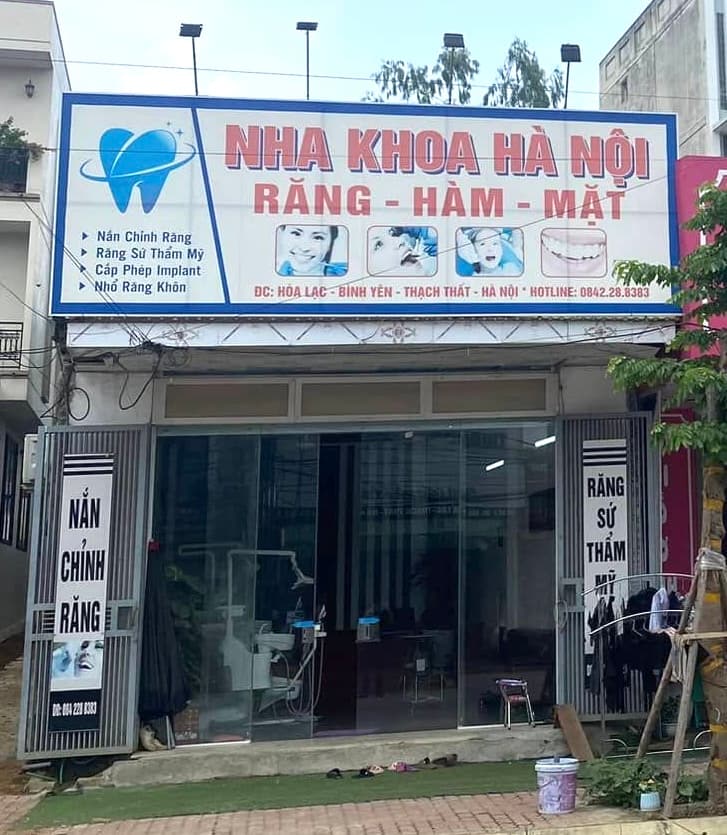 NHA KHOA HÀ NỘI
RĂNG - HÀM - MẶT
Nắn Chỉnh Răng
Răng Sứ Thẩm Mỹ
Cấp Phép Implant
Nhổ Răng Khôn
ĐC: HÒA LẠC - BÌNH YÊN - THẠCH THẤT - HÀ NỘI * HOTLINE: 0842.28.8383
NẮN
CHỈNH
RĂNG
DĐ: 084 228 8383
RĂNG
SỨ
THẨM
MỸ